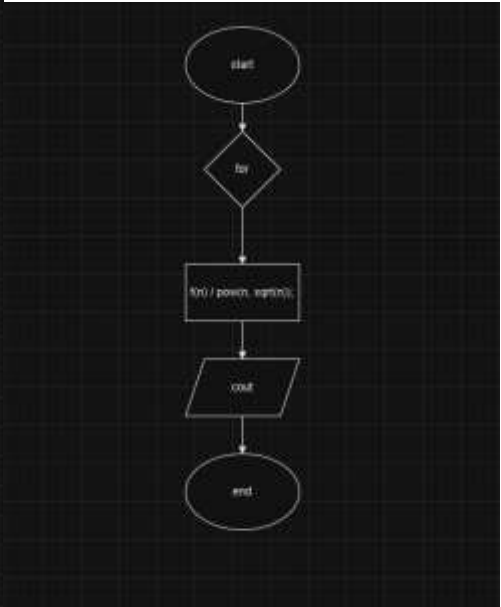 start
for
f(n) / pow(n, sqrt(n));
cout
end